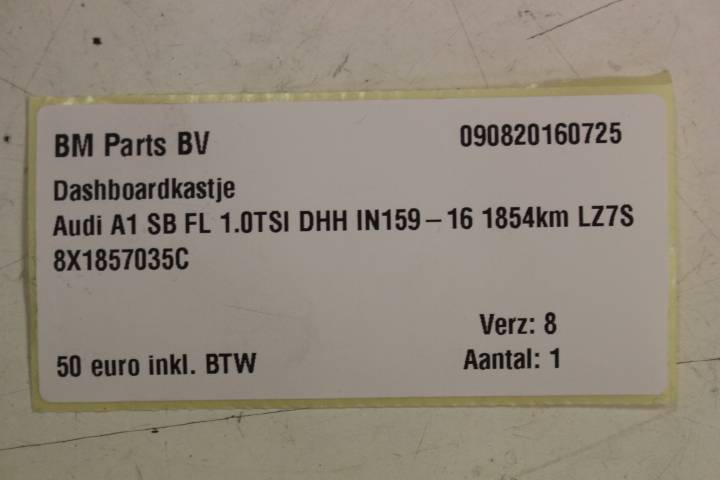 BM Parts BV 090820160725
Dashboardkastje
Audi A1 SB FL 1.0TSI DHH IN159 – 16 1854km LZ7S
8X1857035C
Verz: 8
50 euro inkl. BTW Aantal: 1